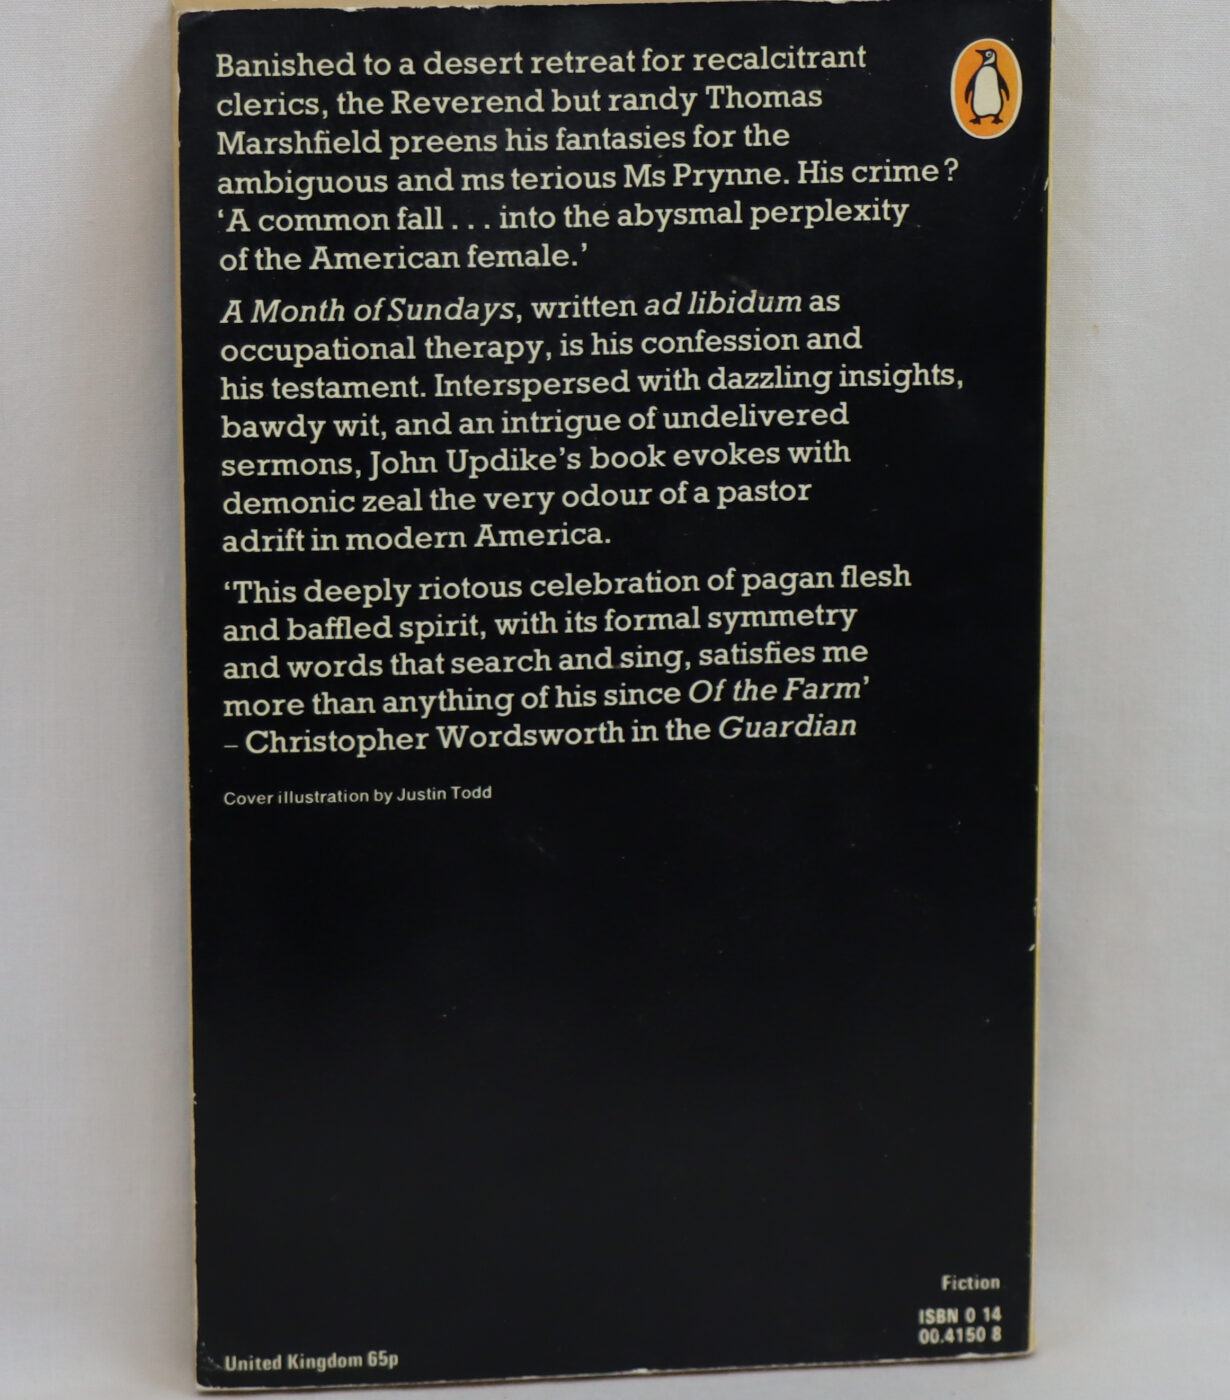 Banished to a desert retreat for recalcitrant
clerics, the Reverend but randy Thomas
Marshfield preens his fantasies for the
ambiguous and ms terious Ms Prynne. His crime?
‘A common fall . . . into the abysmal perplexity
of the American female.’
A Month of Sundays, written ad libidum as
occupational therapy, is his confession and
his testament. Interspersed with dazzling insights,
bawdy wit, and an intrigue of undelivered
sermons, John Updike’s book evokes with
demonic zeal the very odour of a pastor
adrift in modern America.
‘This deeply riotous celebration of pagan flesh
and baffled spirit, with its formal symmetry
and words that search and sing, satisfies me
more than anything of his since Of the Farm’
– Christopher Wordsworth in the Guardian
Cover illustration by Justin Todd
Fiction
ISBN 0 14
00.4150 8
United Kingdom 65p